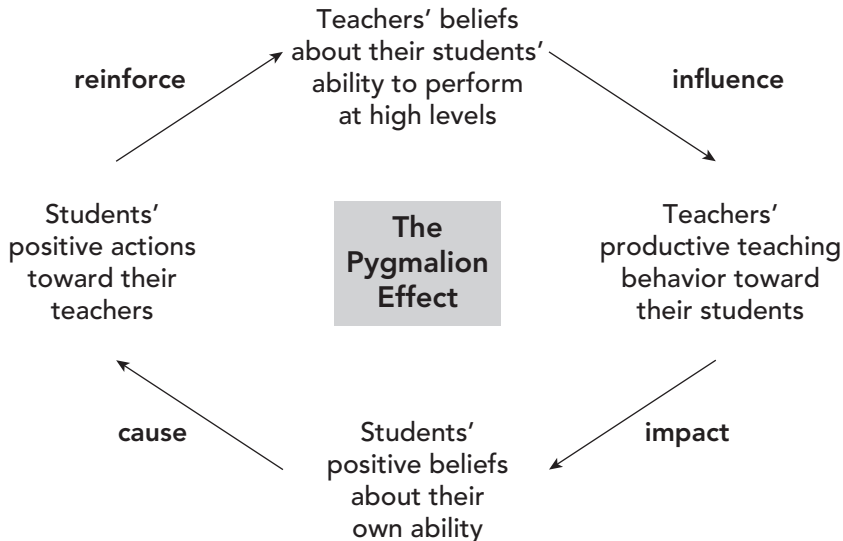 Teachers’ beliefs
about their students’
ability to perform
at high levels
influence
Teachers’
productive teaching
behavior toward
their students
impact
Students’
positive beliefs
about their
own ability
cause
Students’
positive actions
toward their
teachers
reinforce
The
Pygmalion
Effect